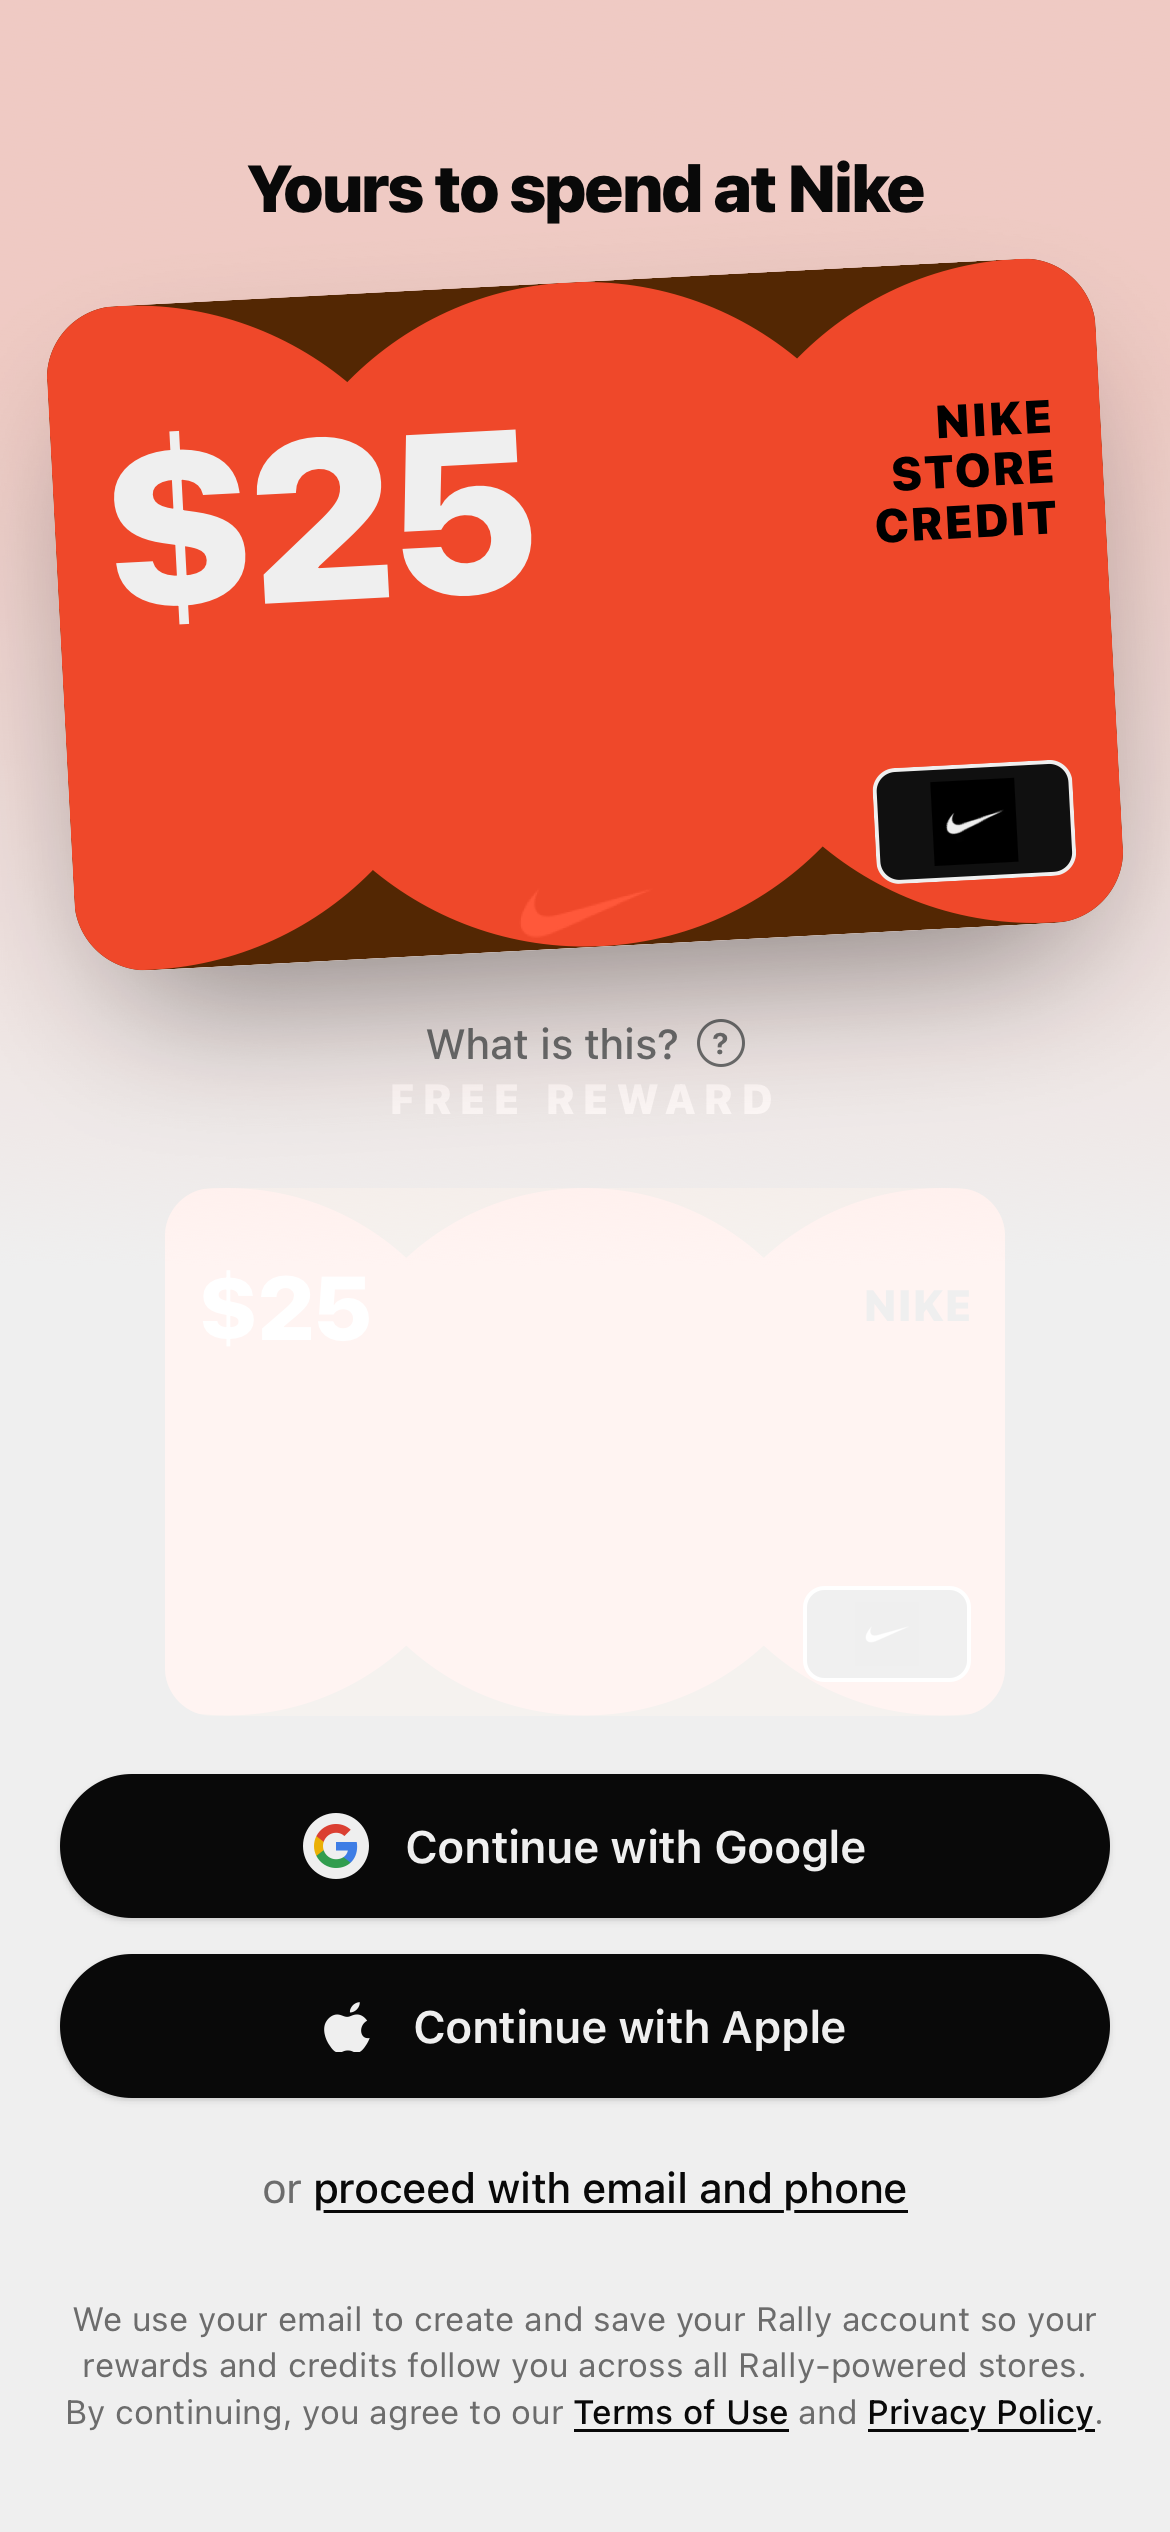 Yours to spend at Nike
$25
NIKE
STORE
CREDIT
What is this? ?
FREE REWARD
$25
NIKE
Continue with Google
Continue with Apple
or proceed with email and phone
We use your email to create and save your Rally account so your
rewards and credits follow you across all Rally-powered stores.
By continuing, you agree to our Terms of Use and Privacy Policy.